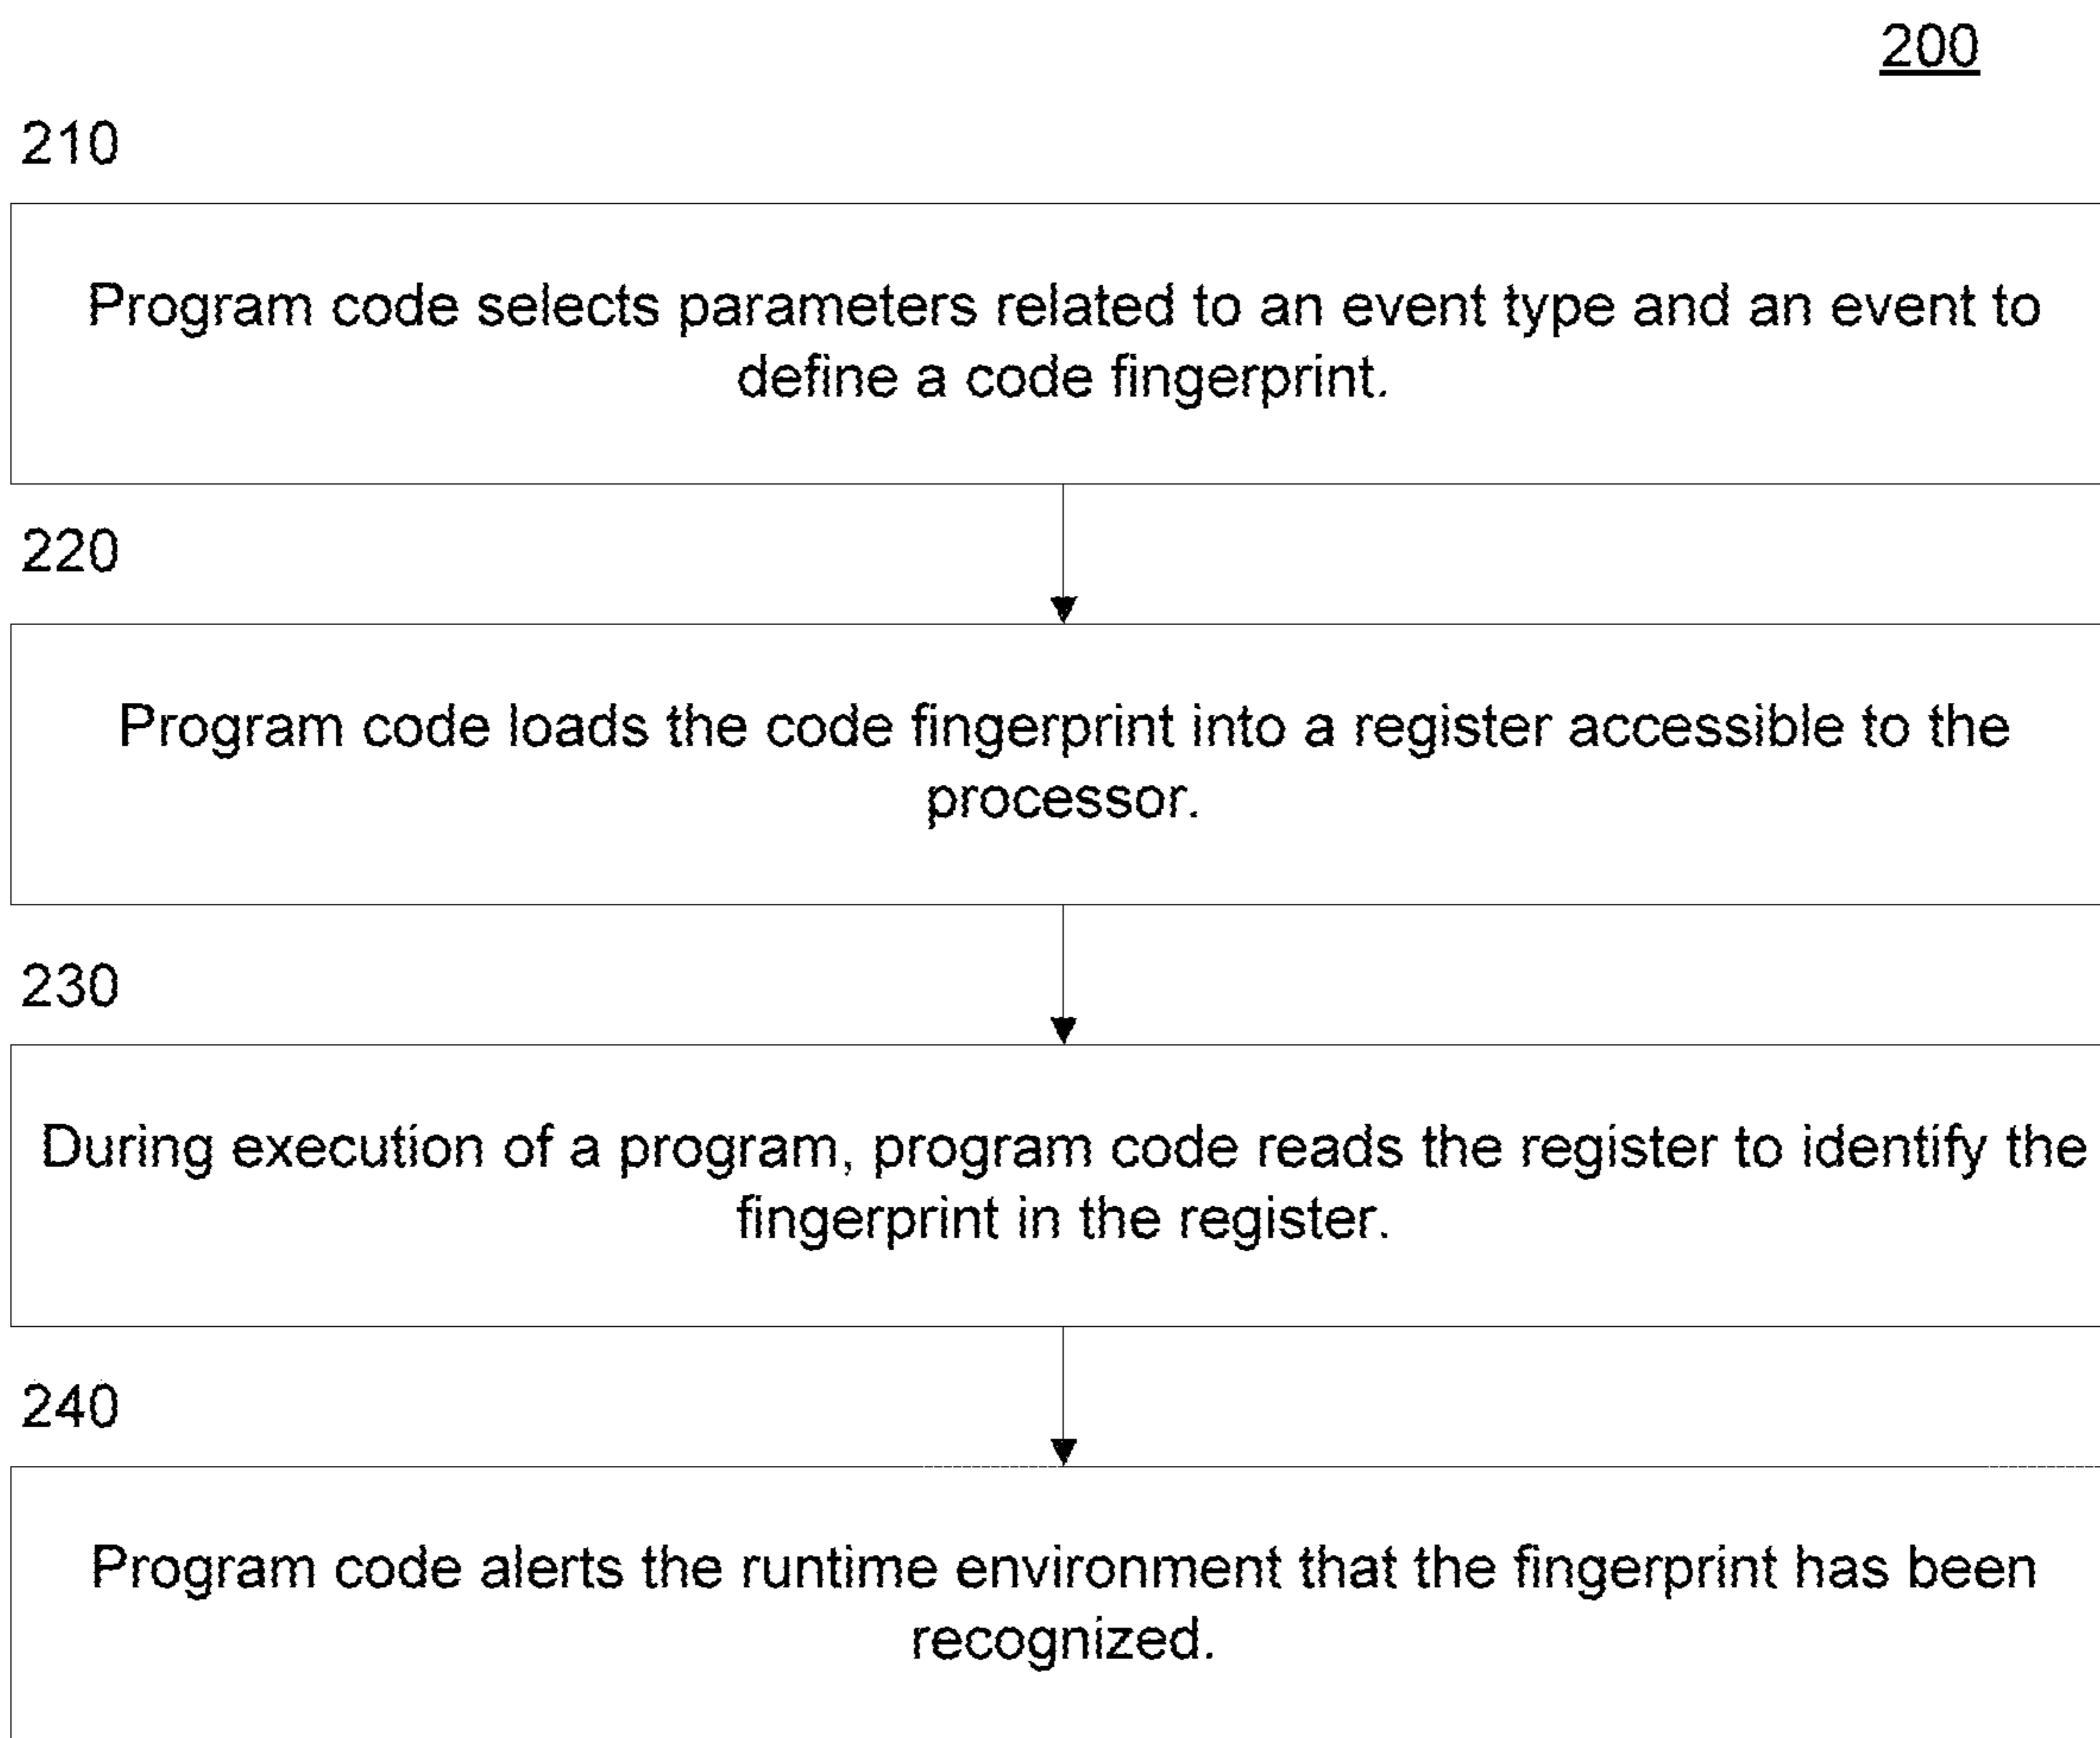 200
210
Program code selects parameters related to an event type and an event to
define a code fingerprint.
220
Program code loads the code fingerprint into a register accessible to the
processor.
230
During execution of a program, program code reads the register to identify the
fingerprint in the register.
240
Program code alerts the runtime environment that the fingerprint has been
recognized.